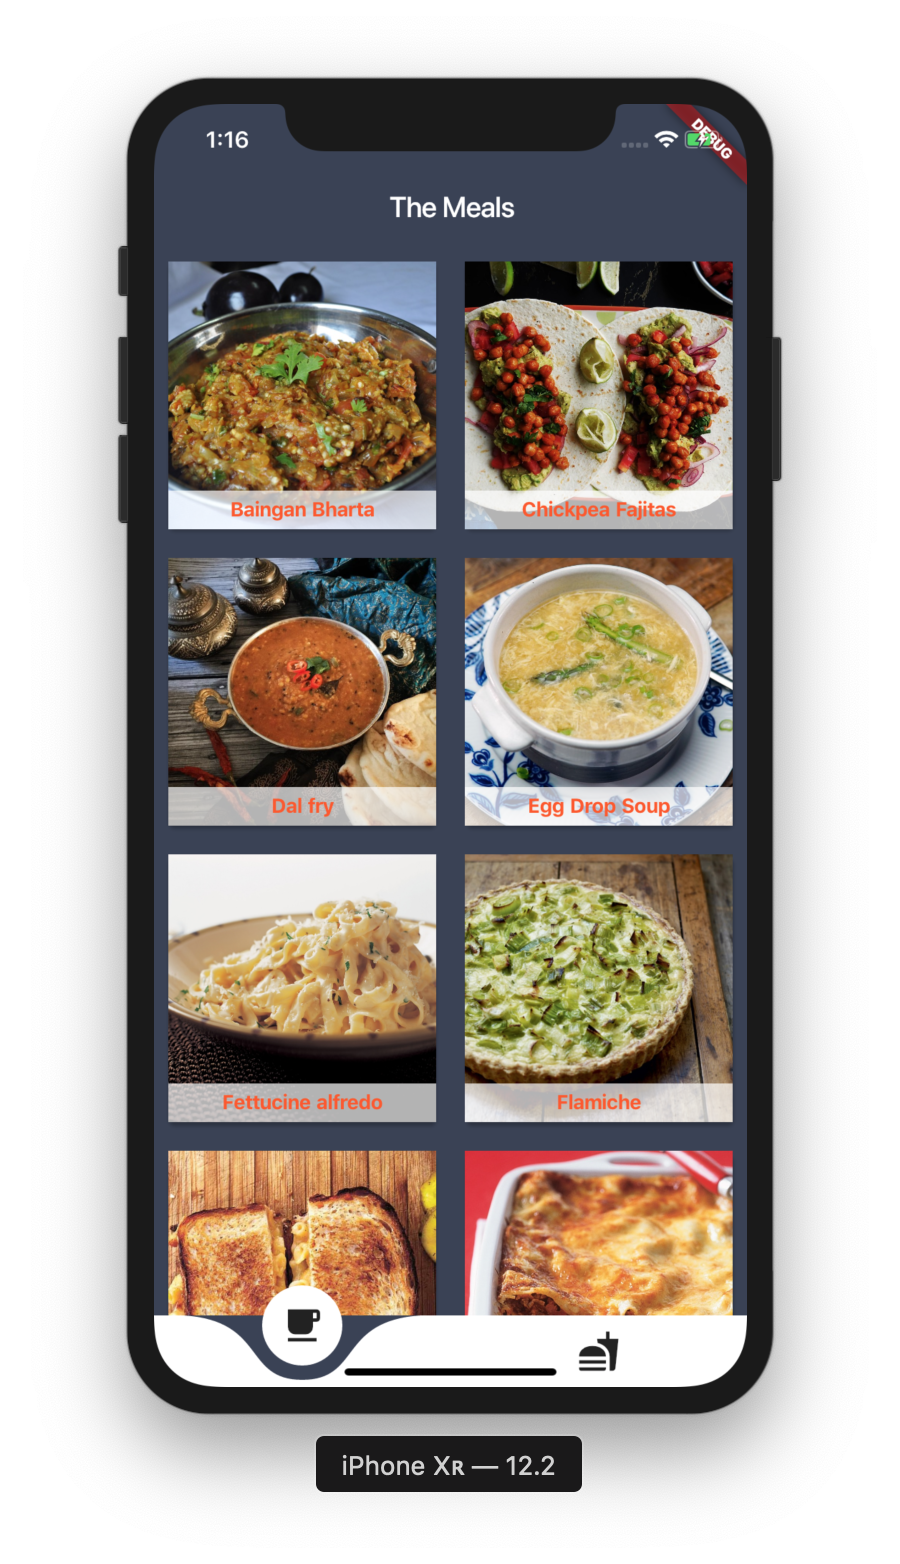 1:16
DEBUG
The Meals
Baingan Bharta
Chickpea Fajitas
Dal fry
Egg Drop Soup
Fettucine alfredo
Flamiche
iPhone Xʀ — 12.2